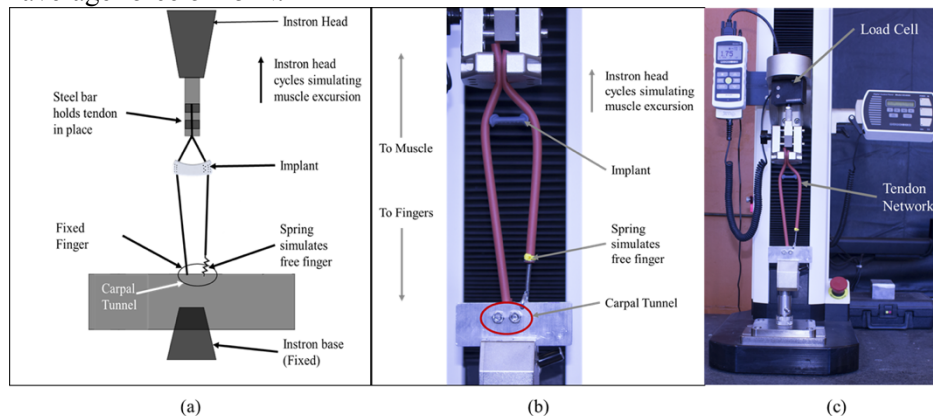 Instron Head
Instron head
cycles simulating
muscle excursion
Steel bar
holds tendon
in place
Implant
Fixed
Finger
Spring
simulates
free finger
Carpal
Tunnel
Instron base
(Fixed)
(a)
Instron head
cycles simulating
muscle excursion
To Muscle
Implant
To Fingers
Spring
simulates
free finger
Carpal Tunnel
(b)
Load Cell
Tendon
Network
(c)